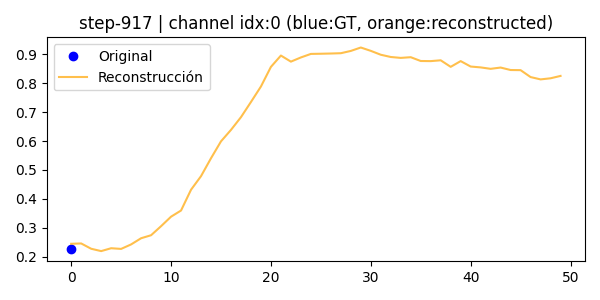 step-917 | channel idx:0 (blue:GT, orange:reconstructed)
Original
Reconstrucción
0.9
0.8
0.7
0.6
0.5
0.4
0.3
0.2
0 10 20 30 40 50